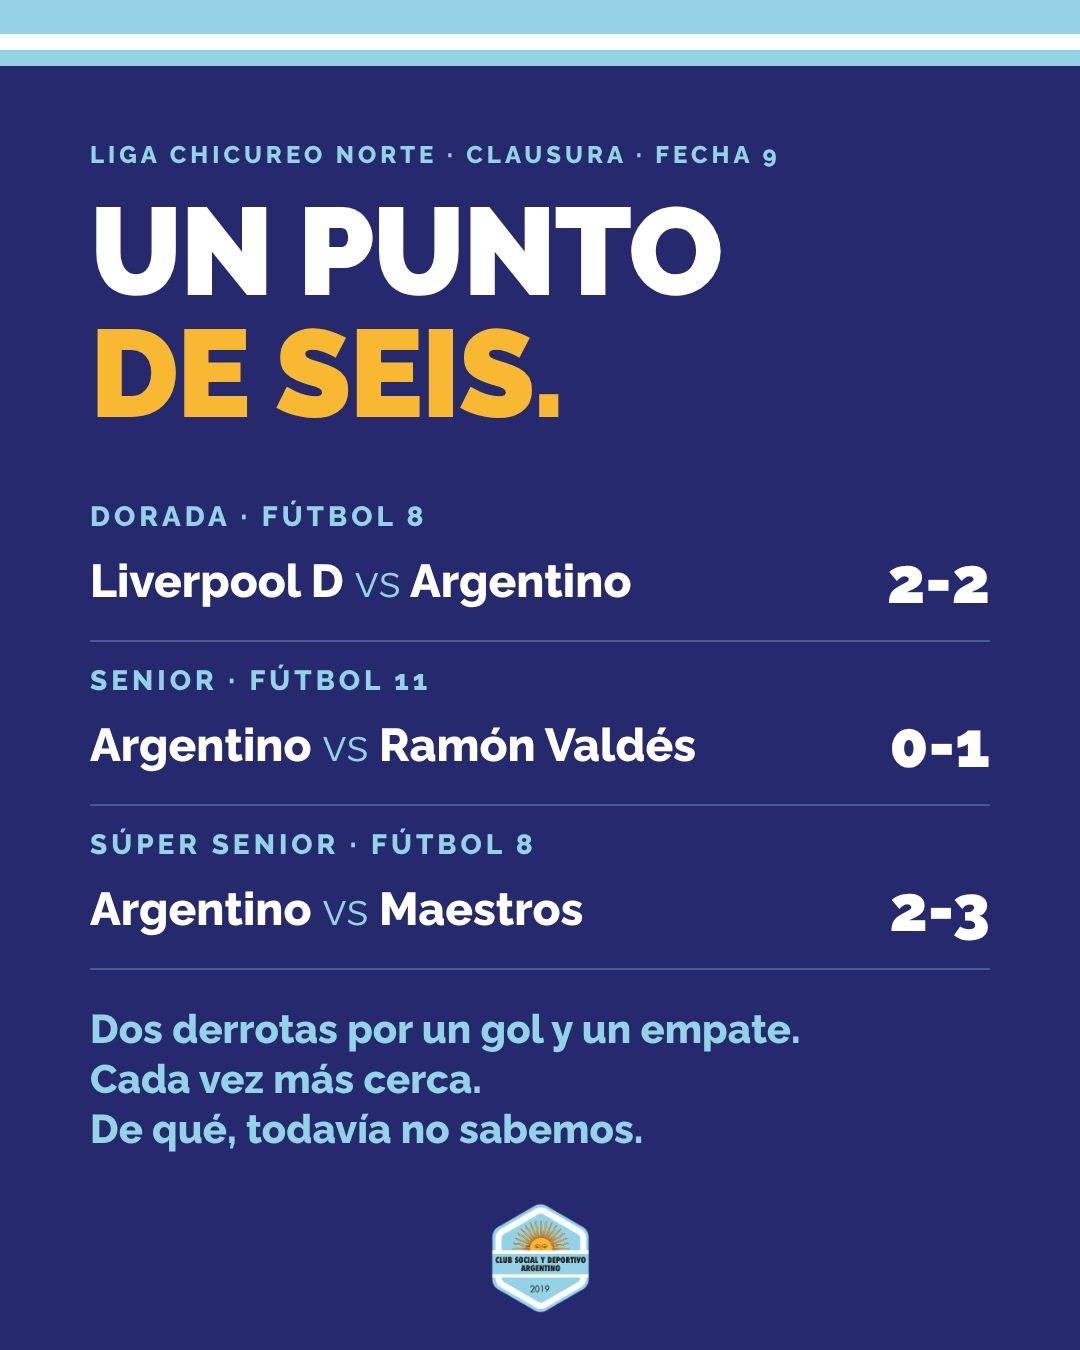 LIGA CHICUREO NORTE · CLAUSURA · FECHA 9
UN PUNTO
DE SEIS.
DORADA · FÚTBOL 8
Liverpool D vs Argentino 2-2
SENIOR · FÚTBOL 11
Argentino vs Ramón Valdés 0-1
SÚPER SENIOR · FÚTBOL 8
Argentino vs Maestros 2-3
Dos derrotas por un gol y un empate.
Cada vez más cerca.
De qué, todavía no sabemos.
CLUB SOCIAL Y DEPORTIVO
ARGENTINO
2019